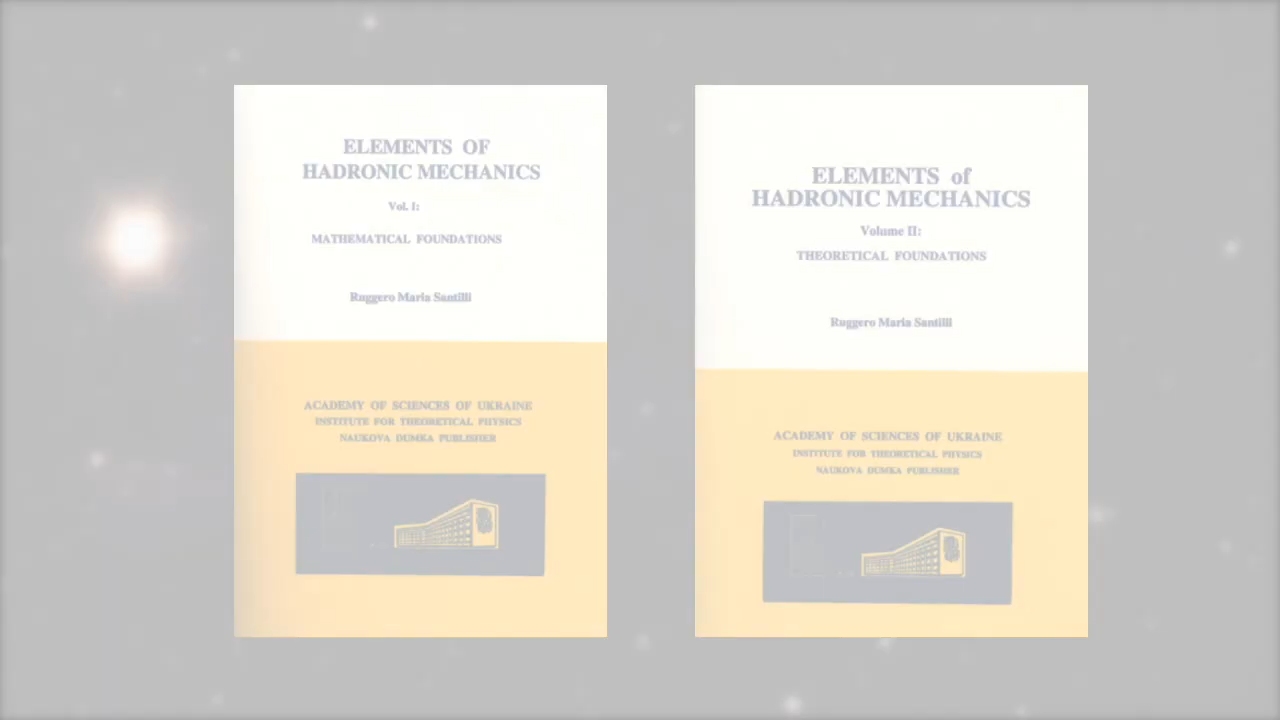 ELEMENTS OF
HADRONIC MECHANICS
Vol. I:
MATHEMATICAL FOUNDATIONS
Ruggero Maria Santilli
ACADEMY OF SCIENCES OF UKRAINE
INSTITUTE FOR THEORETICAL PHYSICS
NAUKOVA DUMKA PUBLISHER
ELEMENTS of
HADRONIC MECHANICS
Volume II:
THEORETICAL FOUNDATIONS
Ruggero Maria Santilli
ACADEMY OF SCIENCES OF UKRAINE
INSTITUTE FOR THEORETICAL PHYSICS
NAUKOVA DUMKA PUBLISHER